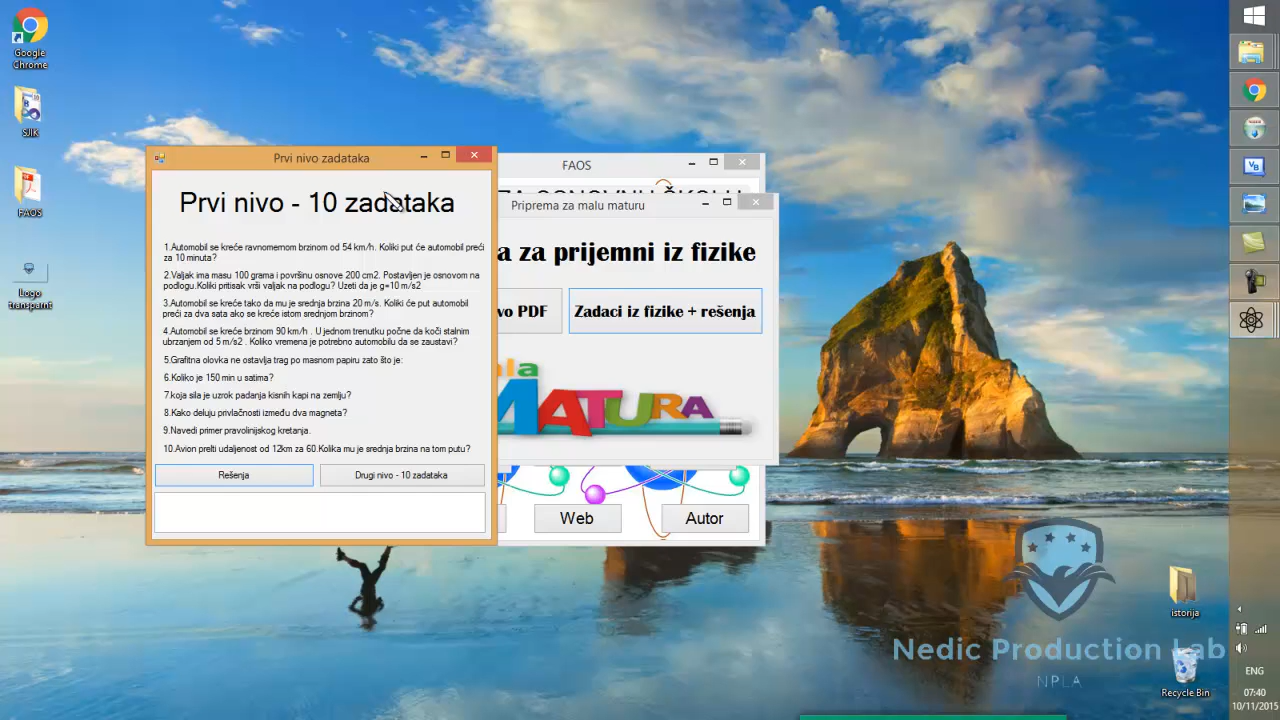 Google
Chrome
SJIK
FAOS
Logo
transparnt
Prvi nivo zadataka
Prvi nivo - 10 zadataka
1.Automobil se kreće ravnomernom brzinom od 54 km/h. Koliki put će automobil preći
za 10 minuta?
2.Valjak ima masu 100 grama i površinu osnove 200 cm2. Postavljen je osnovom na
podlogu.Koliki pritisak vrši valjak na podlogu? Uzeti da je g=10 m/s2
3.Automobil se kreće tako da mu je srednja brzina 20 m/s. Koliki će put automobil
preći za dva sata ako se kreće istom srednjom brzinom?
4.Automobil se kreće brzinom 90 km/h . U jednom trenutku počne da koči stalnim
ubrzanjem od 5 m/s2 . Koliko vremena je potrebno automobilu da se zaustavi?
5.Grafitna olovka ne ostavlja trag po masnom papiru zato što je:
6.Koliko je 150 min u satima?
7.koja sila je uzrok padanja kisnih kapi na zemlju?
8.Kako deluju privlačnosti između dva magneta?
9.Navedi primer pravolinijskog kretanja.
10.Avion prelti udaljenost od 12km za 60.Kolika mu je srednja brzina na tom putu?
Rešenja
Drugi nivo - 10 zadataka
FAOS
ZA OSNOVNU ŠKOLU
Priprema za malu maturu
a za prijemni iz fizike
vo PDF
Zadaci iz fizike + rešenja
ala
MATURA
Web
Autor
istorija
Nedic Production Lab
NPLA
Recycle Bin
ENG
07:40
10/11/2015